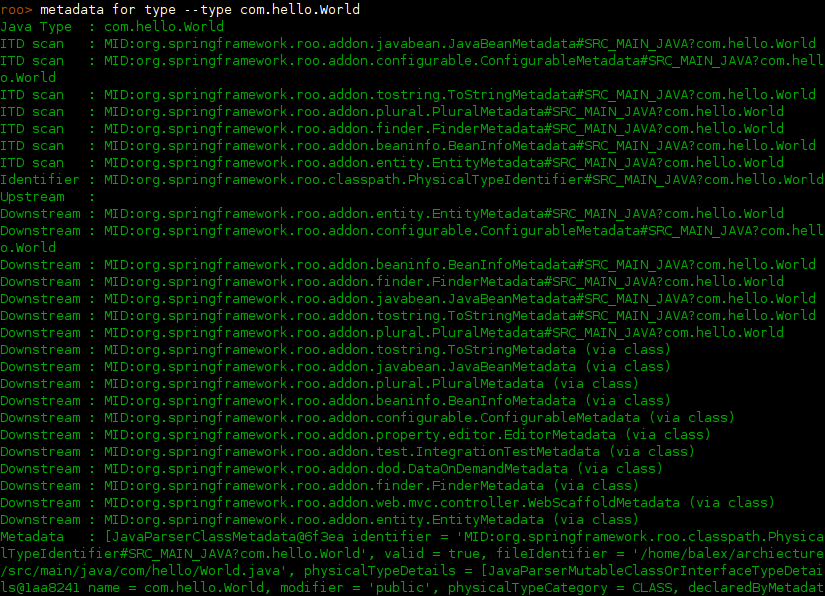 roo> metadata for type --type com.hello.World
Java Type  : com.hello.World
ITD scan   : MID:org.springframework.roo.addon.javabean.JavaBeanMetadata#SRC_MAIN_JAVA?com.hello.World
ITD scan   : MID:org.springframework.roo.addon.configurable.ConfigurableMetadata#SRC_MAIN_JAVA?com.hell
o.World
ITD scan   : MID:org.springframework.roo.addon.tostring.ToStringMetadata#SRC_MAIN_JAVA?com.hello.World
ITD scan   : MID:org.springframework.roo.addon.plural.PluralMetadata#SRC_MAIN_JAVA?com.hello.World
ITD scan   : MID:org.springframework.roo.addon.finder.FinderMetadata#SRC_MAIN_JAVA?com.hello.World
ITD scan   : MID:org.springframework.roo.addon.beaninfo.BeanInfoMetadata#SRC_MAIN_JAVA?com.hello.World
ITD scan   : MID:org.springframework.roo.addon.entity.EntityMetadata#SRC_MAIN_JAVA?com.hello.World
Identifier : MID:org.springframework.roo.classpath.PhysicalTypeIdentifier#SRC_MAIN_JAVA?com.hello.World
Upstream   :
Downstream : MID:org.springframework.roo.addon.entity.EntityMetadata#SRC_MAIN_JAVA?com.hello.World
Downstream : MID:org.springframework.roo.addon.configurable.ConfigurableMetadata#SRC_MAIN_JAVA?com.hell
o.World
Downstream : MID:org.springframework.roo.addon.beaninfo.BeanInfoMetadata#SRC_MAIN_JAVA?com.hello.World
Downstream : MID:org.springframework.roo.addon.finder.FinderMetadata#SRC_MAIN_JAVA?com.hello.World
Downstream : MID:org.springframework.roo.addon.javabean.JavaBeanMetadata#SRC_MAIN_JAVA?com.hello.World
Downstream : MID:org.springframework.roo.addon.tostring.ToStringMetadata#SRC_MAIN_JAVA?com.hello.World
Downstream : MID:org.springframework.roo.addon.plural.PluralMetadata#SRC_MAIN_JAVA?com.hello.World
Downstream : MID:org.springframework.roo.addon.tostring.ToStringMetadata (via class)
Downstream : MID:org.springframework.roo.addon.javabean.JavaBeanMetadata (via class)
Downstream : MID:org.springframework.roo.addon.plural.PluralMetadata (via class)
Downstream : MID:org.springframework.roo.addon.beaninfo.BeanInfoMetadata (via class)
Downstream : MID:org.springframework.roo.addon.configurable.ConfigurableMetadata (via class)
Downstream : MID:org.springframework.roo.addon.property.editor.EditorMetadata (via class)
Downstream : MID:org.springframework.roo.addon.test.IntegrationTestMetadata (via class)
Downstream : MID:org.springframework.roo.addon.dod.DataOnDemandMetadata (via class)
Downstream : MID:org.springframework.roo.addon.finder.FinderMetadata (via class)
Downstream : MID:org.springframework.roo.addon.web.mvc.controller.WebScaffoldMetadata (via class)
Downstream : MID:org.springframework.roo.addon.entity.EntityMetadata (via class)
Metadata   : [JavaParserClassMetadata@6f3ea identifier = 'MID:org.springframework.roo.classpath.Physica
lTypeIdentifier#SRC_MAIN_JAVA?com.hello.World', valid = true, fileIdentifier = '/home/balex/archiecture
/src/main/java/com/hello/World.java', physicalTypeDetails = [JavaParserMutableClassOrInterfaceTypeDetai
ls@1aa8241 name = com.hello.World, modifier = 'public', physicalTypeCategory = CLASS, declaredByMetadat